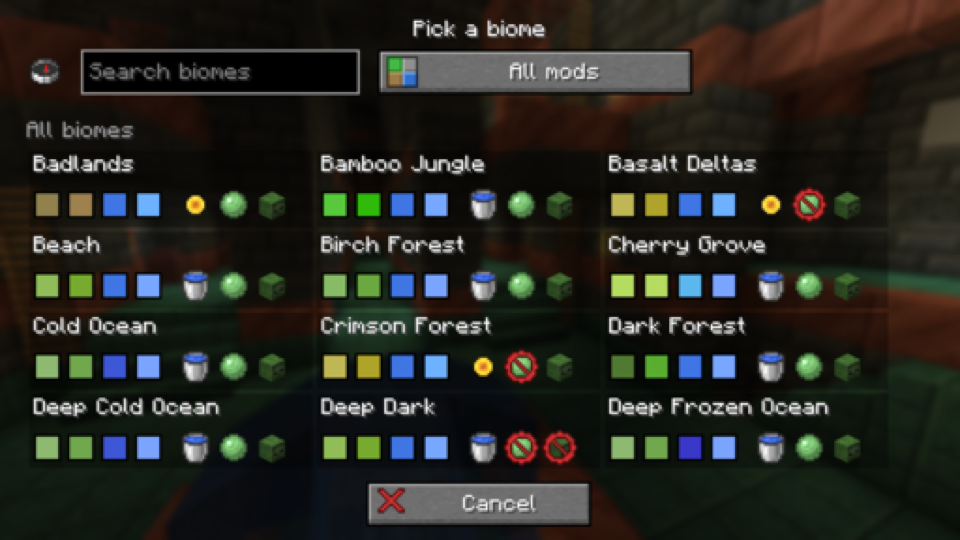 Pick a biome
Search biomes
All mods
All biomes
Badlands
Bamboo Jungle
Basalt Deltas
Beach
Birch Forest
Cherry Grove
Cold Ocean
Crimson Forest
Dark Forest
Deep Cold Ocean
Deep Dark
Deep Frozen Ocean
Cancel